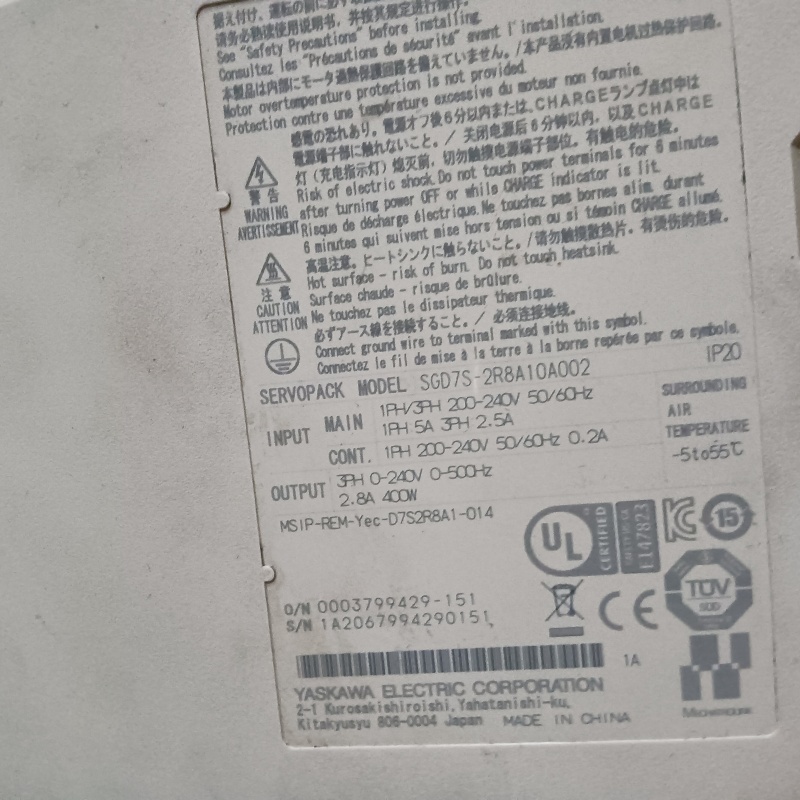 据え付け、運転の前に必ず
请务必熟读使用说明书，并按其规定进行操作。
See "Safety Precautions" before installing
Consultez les "Précautions de sécurité" avant l'installation.
本製品は内部にモータ過熱保護回路を備えていません。/本产品没有内置电机过热保护回路.
Motor overtemperature protection is not provided.
Protection contre une température excessive du moteur non fournie.
感電の恐れあり。電源オフ後6分以内または、CHARGEランプ点灯中は
電源端子部に触れないこと。/ 关闭电源后6分钟以内，以及CHARGE
灯（充电指示灯）熄灭前，切勿触摸电源端子部位。有触电的危险。
警 告
WARNING
AVERTISSEMENT
Risk of electric shock.Do not touch power terminals for 6 minutes
after turning power OFF or while CHARGE indicator is lit.
Risque de décharge électrique.Ne touchez pas bornes alim. durant
6 minutes qui suivent mise hors tension ou si témoin CHARGE allumé.
高温注意。ヒートシンクに触らないこと。/请勿触摸散热片。有烫伤的危险。
注 意
CAUTION
ATTENTION
Hot surface - risk of burn. Do not touch heatsink.
Surface chaude - risque de brûlure.
Ne touchez pas le dissipateur thermique.
必ずアース線を接続すること。/ 必须连接地线。
Connect ground wire to terminal marked with this symbol.
Connectez le fil de mise à la terre à la borne repérée par ce symbole.
SERVOPACK MODEL SGD7S-2R8A10A002 IP20
INPUT MAIN 1PH/3PH 200-240V 50/60Hz
1PH 5A 3PH 2.5A
CONT. 1PH 200-240V 50/60Hz 0.2A
OUTPUT 3PH 0-240V 0-500Hz
2.8A 400W
SURROUNDING
AIR
TEMPERATURE
-5to55℃
MSIP-REM-Yec-D7S2R8A1-014
UL
CERTIFIED
E147823
KC
15
O/N 0003799429-151
S/N 1A2067994290151
CE
TÜV
SÜD
1A
YASKAWA ELECTRIC CORPORATION
2-1 Kurosakishiroishi,Yahatanishi-ku,
Kitakyusyu 806-0004 Japan MADE IN CHINA